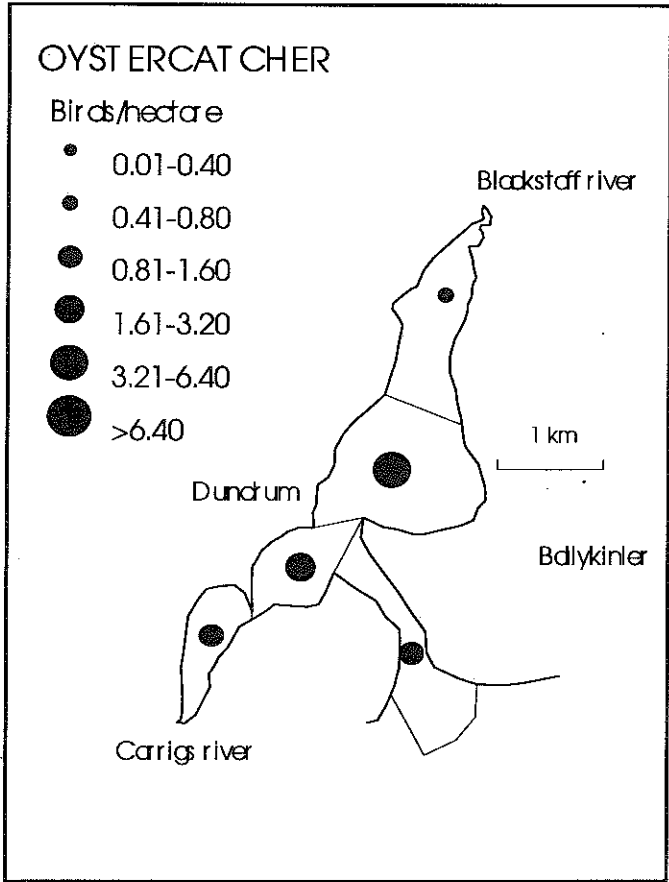 OYSTERCATCHER
Birds/hectare
0.01-0.40
0.41-0.80
0.81-1.60
1.61-3.20
3.21-6.40
>6.40
Blackstaff river
1 km
Dundrum
Ballykinler
Carrigs river